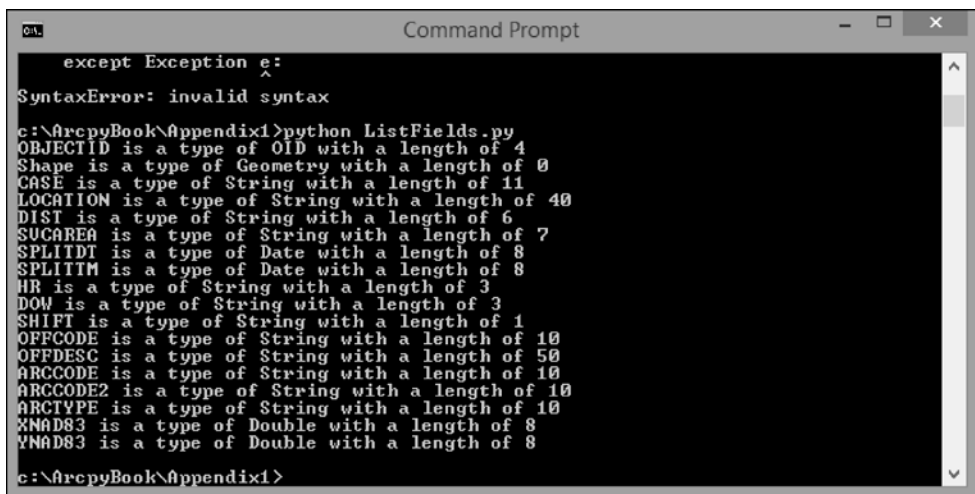 Command Prompt
except Exception e:
^
SyntaxError: invalid syntax
c:\ArcpyBook\Appendix1>python ListFields.py
OBJECTID is a type of OID with a length of 4
Shape is a type of Geometry with a length of 0
CASE is a type of String with a length of 11
LOCATION is a type of String with a length of 40
DIST is a type of String with a length of 6
SVCAREA is a type of String with a length of 7
SPLITDT is a type of Date with a length of 8
SPLITTM is a type of Date with a length of 8
HR is a type of String with a length of 3
DOW is a type of String with a length of 3
SHIFT is a type of String with a length of 1
OFFCODE is a type of String with a length of 10
OFFDESC is a type of String with a length of 50
ARCCODE is a type of String with a length of 10
ARCCODE2 is a type of String with a length of 10
ARCTYPE is a type of String with a length of 10
XNAD83 is a type of Double with a length of 8
YNAD83 is a type of Double with a length of 8
c:\ArcpyBook\Appendix1>